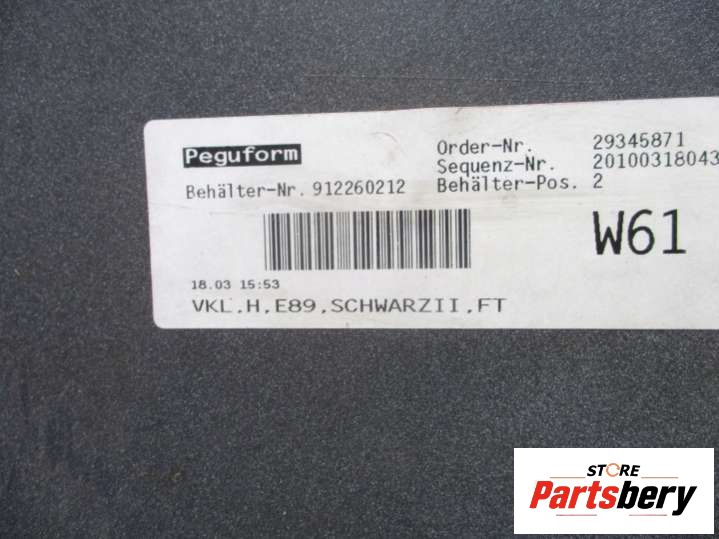 Peguform
Order-Nr. 29345871
Sequenz-Nr. 20100318043
Behälter-Nr. 912260212
Behälter-Pos. 2
W61
18.03 15:53
VKL.H.E89.SCHWARZII.FT
STORE
Partsbery